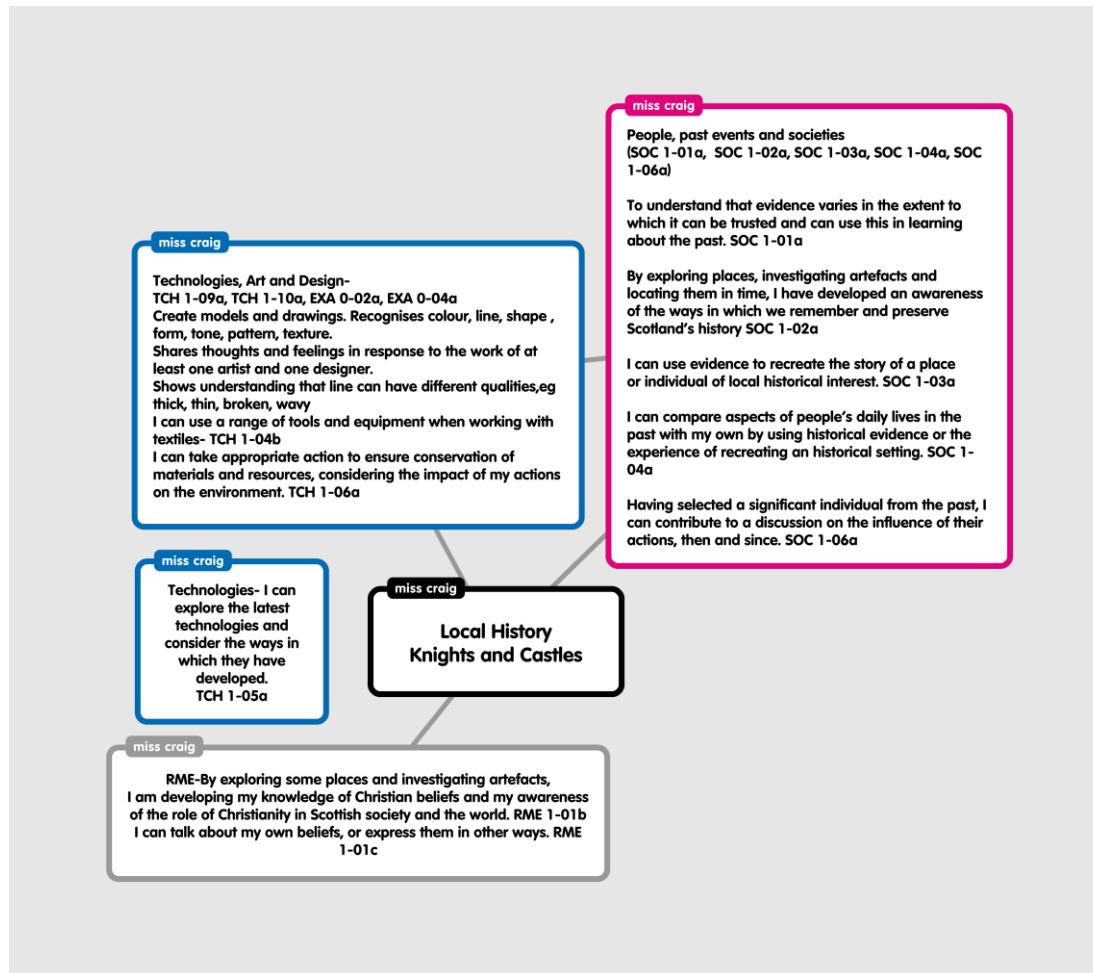 miss craig
People, past events and societies
(SOC 1-01a,  SOC 1-02a, SOC 1-03a, SOC 1-04a, SOC
1-06a)
To understand that evidence varies in the extent to
which it can be trusted and can use this in learning
about the past. SOC 1-01a
By exploring places, investigating artefacts and
locating them in time, I have developed an awareness
of the ways in which we remember and preserve
Scotland's history SOC 1-02a
I can use evidence to recreate the story of a place
or individual of local historical interest. SOC 1-03a
I can compare aspects of people's daily lives in the
past with my own by using historical evidence or the
experience of recreating an historical setting. SOC 1-
04a
Having selected a significant individual from the past, I
can contribute to a discussion on the influence of their
actions, then and since. SOC 1-06a
miss craig
Technologies, Art and Design-
TCH 1-09a, TCH 1-10a, EXA 0-02a, EXA 0-04a
Create models and drawings. Recognises colour, line, shape ,
form, tone, pattern, texture.
Shares thoughts and feelings in response to the work of at
least one artist and one designer.
Shows understanding that line can have different qualities,eg
thick, thin, broken, wavy
I can use a range of tools and equipment when working with
textiles- TCH 1-04b
I can take appropriate action to ensure conservation of
materials and resources, considering the impact of my actions
on the environment. TCH 1-06a
miss craig
Technologies- I can
explore the latest
technologies and
consider the ways in
which they have
developed.
TCH 1-05a
miss craig
Local History
Knights and Castles
miss craig
RME-By exploring some places and investigating artefacts,
I am developing my knowledge of Christian beliefs and my awareness
of the role of Christianity in Scottish society and the world. RME 1-01b
I can talk about my own beliefs, or express them in other ways. RME
1-01c